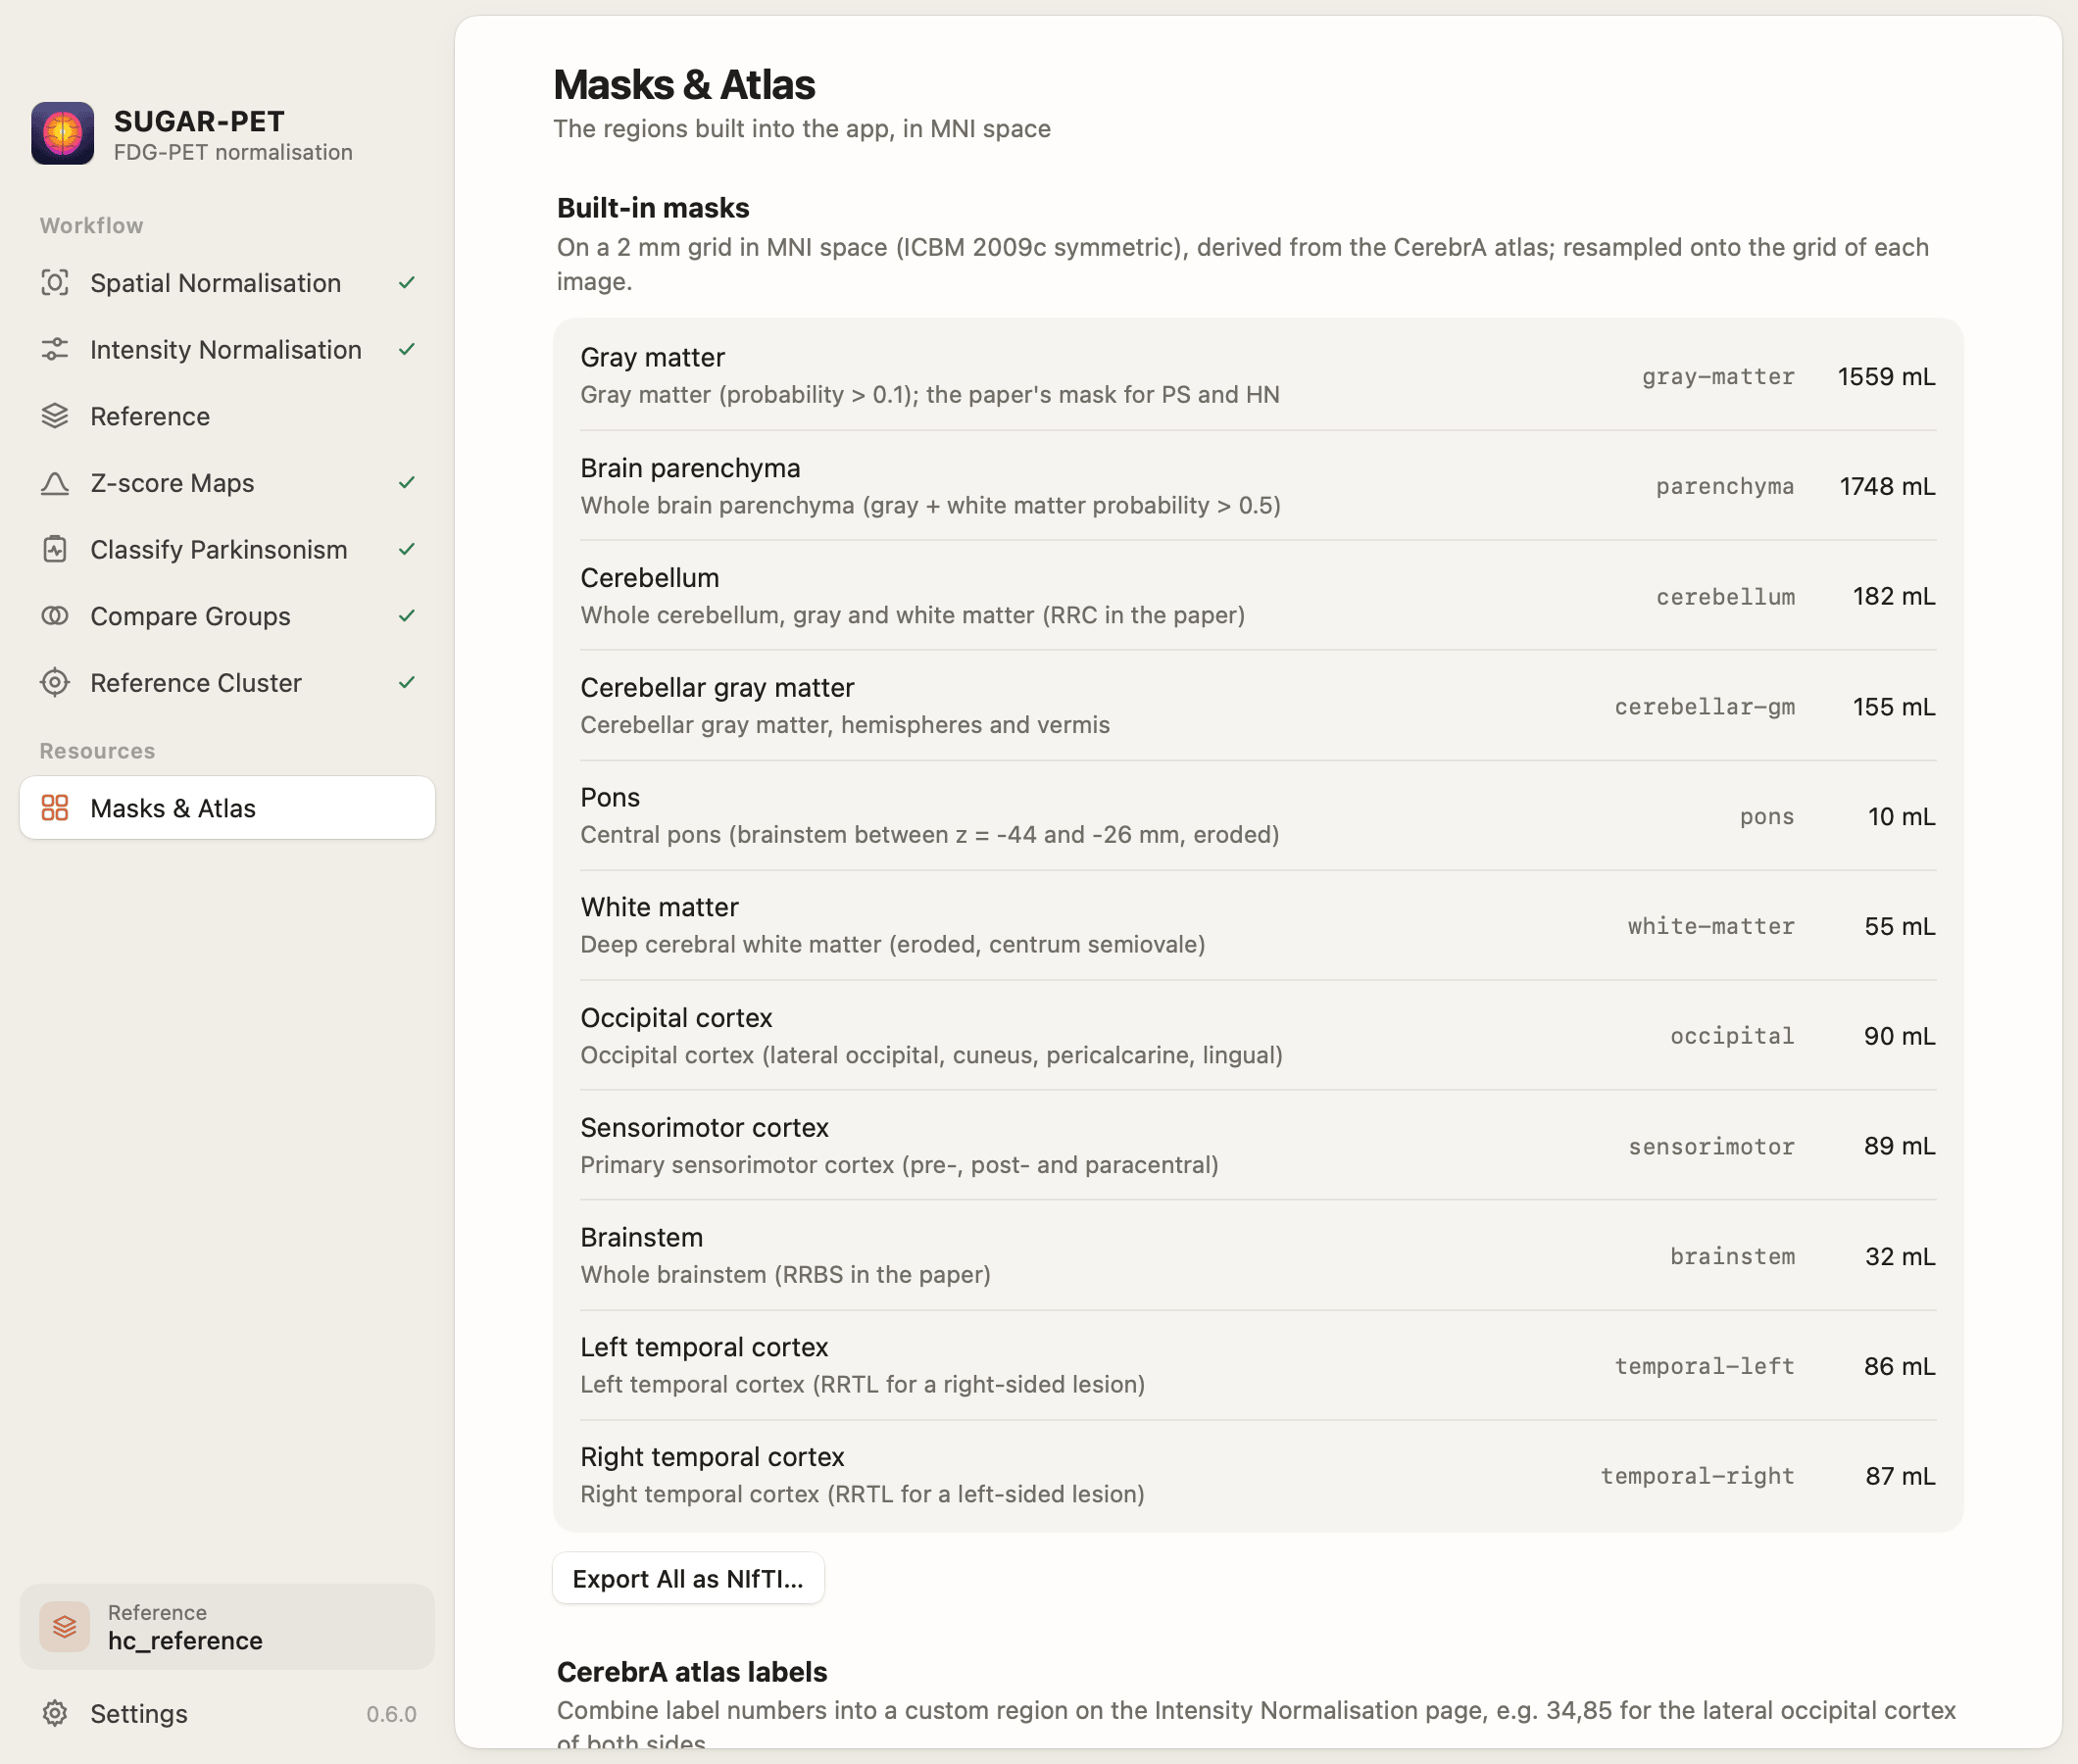 SUGAR-PET
FDG-PET normalisation
Workflow
Spatial Normalisation
Intensity Normalisation
Reference
Z-score Maps
Classify Parkinsonism
Compare Groups
Reference Cluster
Resources
Masks & Atlas
Reference
hc_reference
Settings
0.6.0
Masks & Atlas
The regions built into the app, in MNI space
Built-in masks
On a 2 mm grid in MNI space (ICBM 2009c symmetric), derived from the CerebrA atlas; resampled onto the grid of each
image.
Gray matter
Gray matter (probability > 0.1); the paper's mask for PS and HN
gray-matter 1559 mL
Brain parenchyma
Whole brain parenchyma (gray + white matter probability > 0.5)
parenchyma 1748 mL
Cerebellum
Whole cerebellum, gray and white matter (RRC in the paper)
cerebellum 182 mL
Cerebellar gray matter
Cerebellar gray matter, hemispheres and vermis
cerebellar-gm 155 mL
Pons
Central pons (brainstem between z = -44 and -26 mm, eroded)
pons 10 mL
White matter
Deep cerebral white matter (eroded, centrum semiovale)
white-matter 55 mL
Occipital cortex
Occipital cortex (lateral occipital, cuneus, pericalcarine, lingual)
occipital 90 mL
Sensorimotor cortex
Primary sensorimotor cortex (pre-, post- and paracentral)
sensorimotor 89 mL
Brainstem
Whole brainstem (RRBS in the paper)
brainstem 32 mL
Left temporal cortex
Left temporal cortex (RRTL for a right-sided lesion)
temporal-left 86 mL
Right temporal cortex
Right temporal cortex (RRTL for a left-sided lesion)
temporal-right 87 mL
Export All as NIfTI...
CerebrA atlas labels
Combine label numbers into a custom region on the Intensity Normalisation page, e.g. 34,85 for the lateral occipital cortex
of both sides.